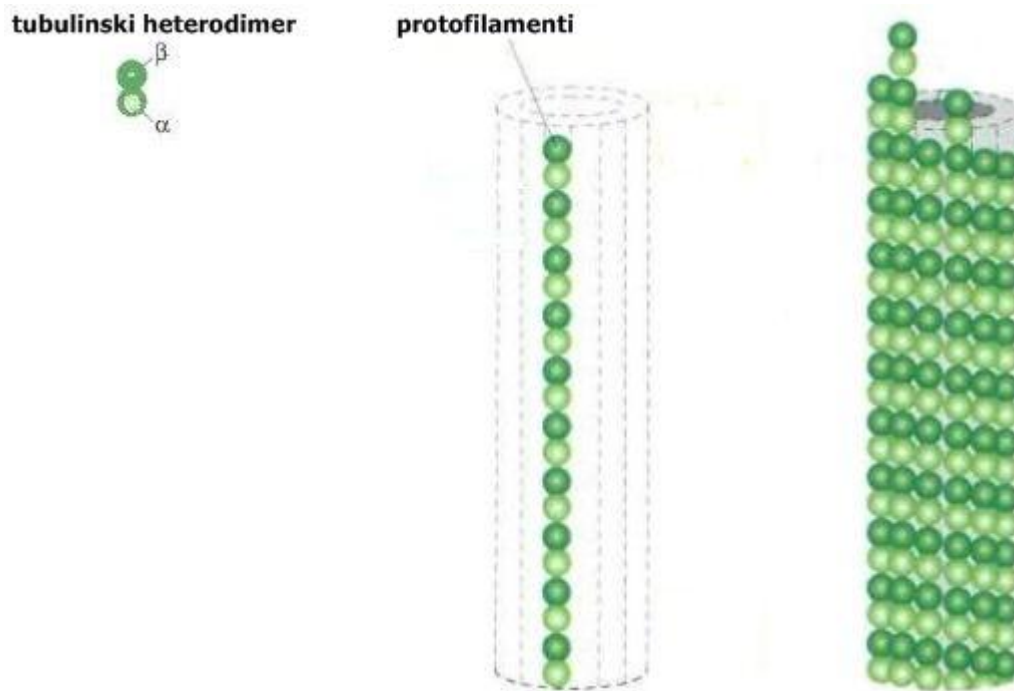 tubulinski heterodimer
β
α
protofilamenti